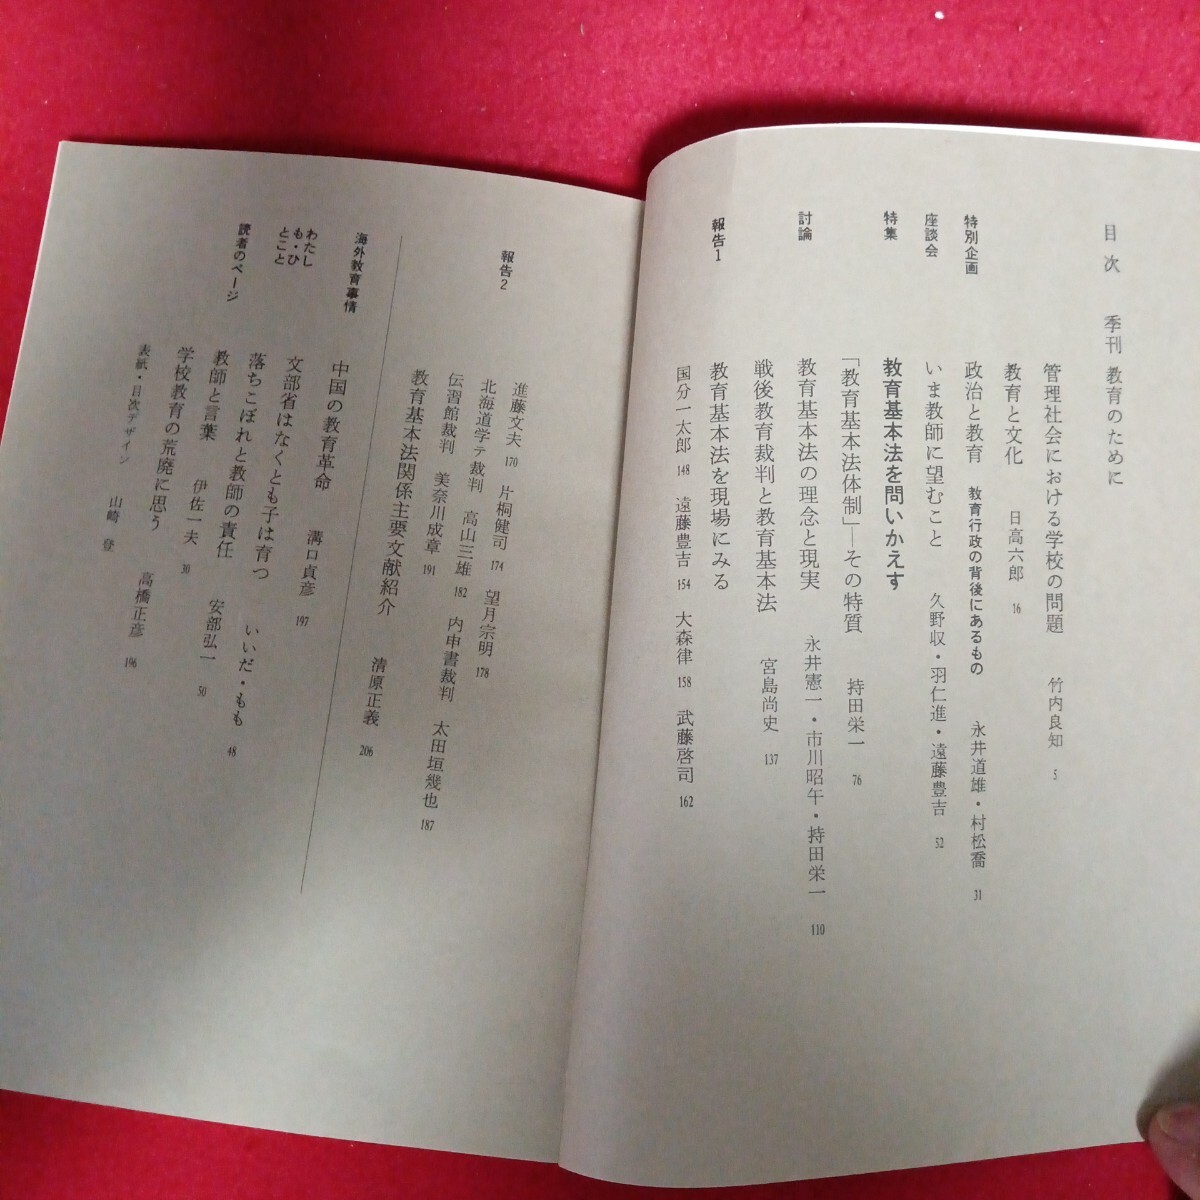 目次　季刊　教育のために
管理社会における学校の問題　竹内良知　5
教育と文化　日高六郎　16
特別企画　政治と教育　教育行政の背後にあるもの　永井道雄・村松喬　31
座談会　いま教師に望むこと　久野収・羽仁進・遠藤豊吉　52
特集　教育基本法を問いかえす
「教育基本法体制」―その特質　持田栄一　76
討論　教育基本法の理念と現実　永井憲一・市川昭午・持田栄一　110
戦後教育裁判と教育基本法　宮島尚史　137
報告1　教育基本法を現場にみる
国分一太郎　148　遠藤豊吉　154　大森律　158　武藤啓司　162
進藤文夫　170　片桐健司　174　望月宗明　178
報告2　北海道学テ裁判　高山三雄　182　内申書裁判　太田垣幾也　187
伝習館裁判　美奈川成章　191
教育基本法関係主要文献紹介　清原正義　206
海外教育事情　中国の教育革命　溝口貞彦　197
わたしも・ひとこと　文部省はなくとも子は育つ　いいだ・もも　48
落ちこぼれと教師の責任　安部弘一　50
読者のページ　教師と言葉　伊佐一夫　30
学校教育の荒廃に思う　高橋正彦　196
表紙・目次デザイン　山崎　登